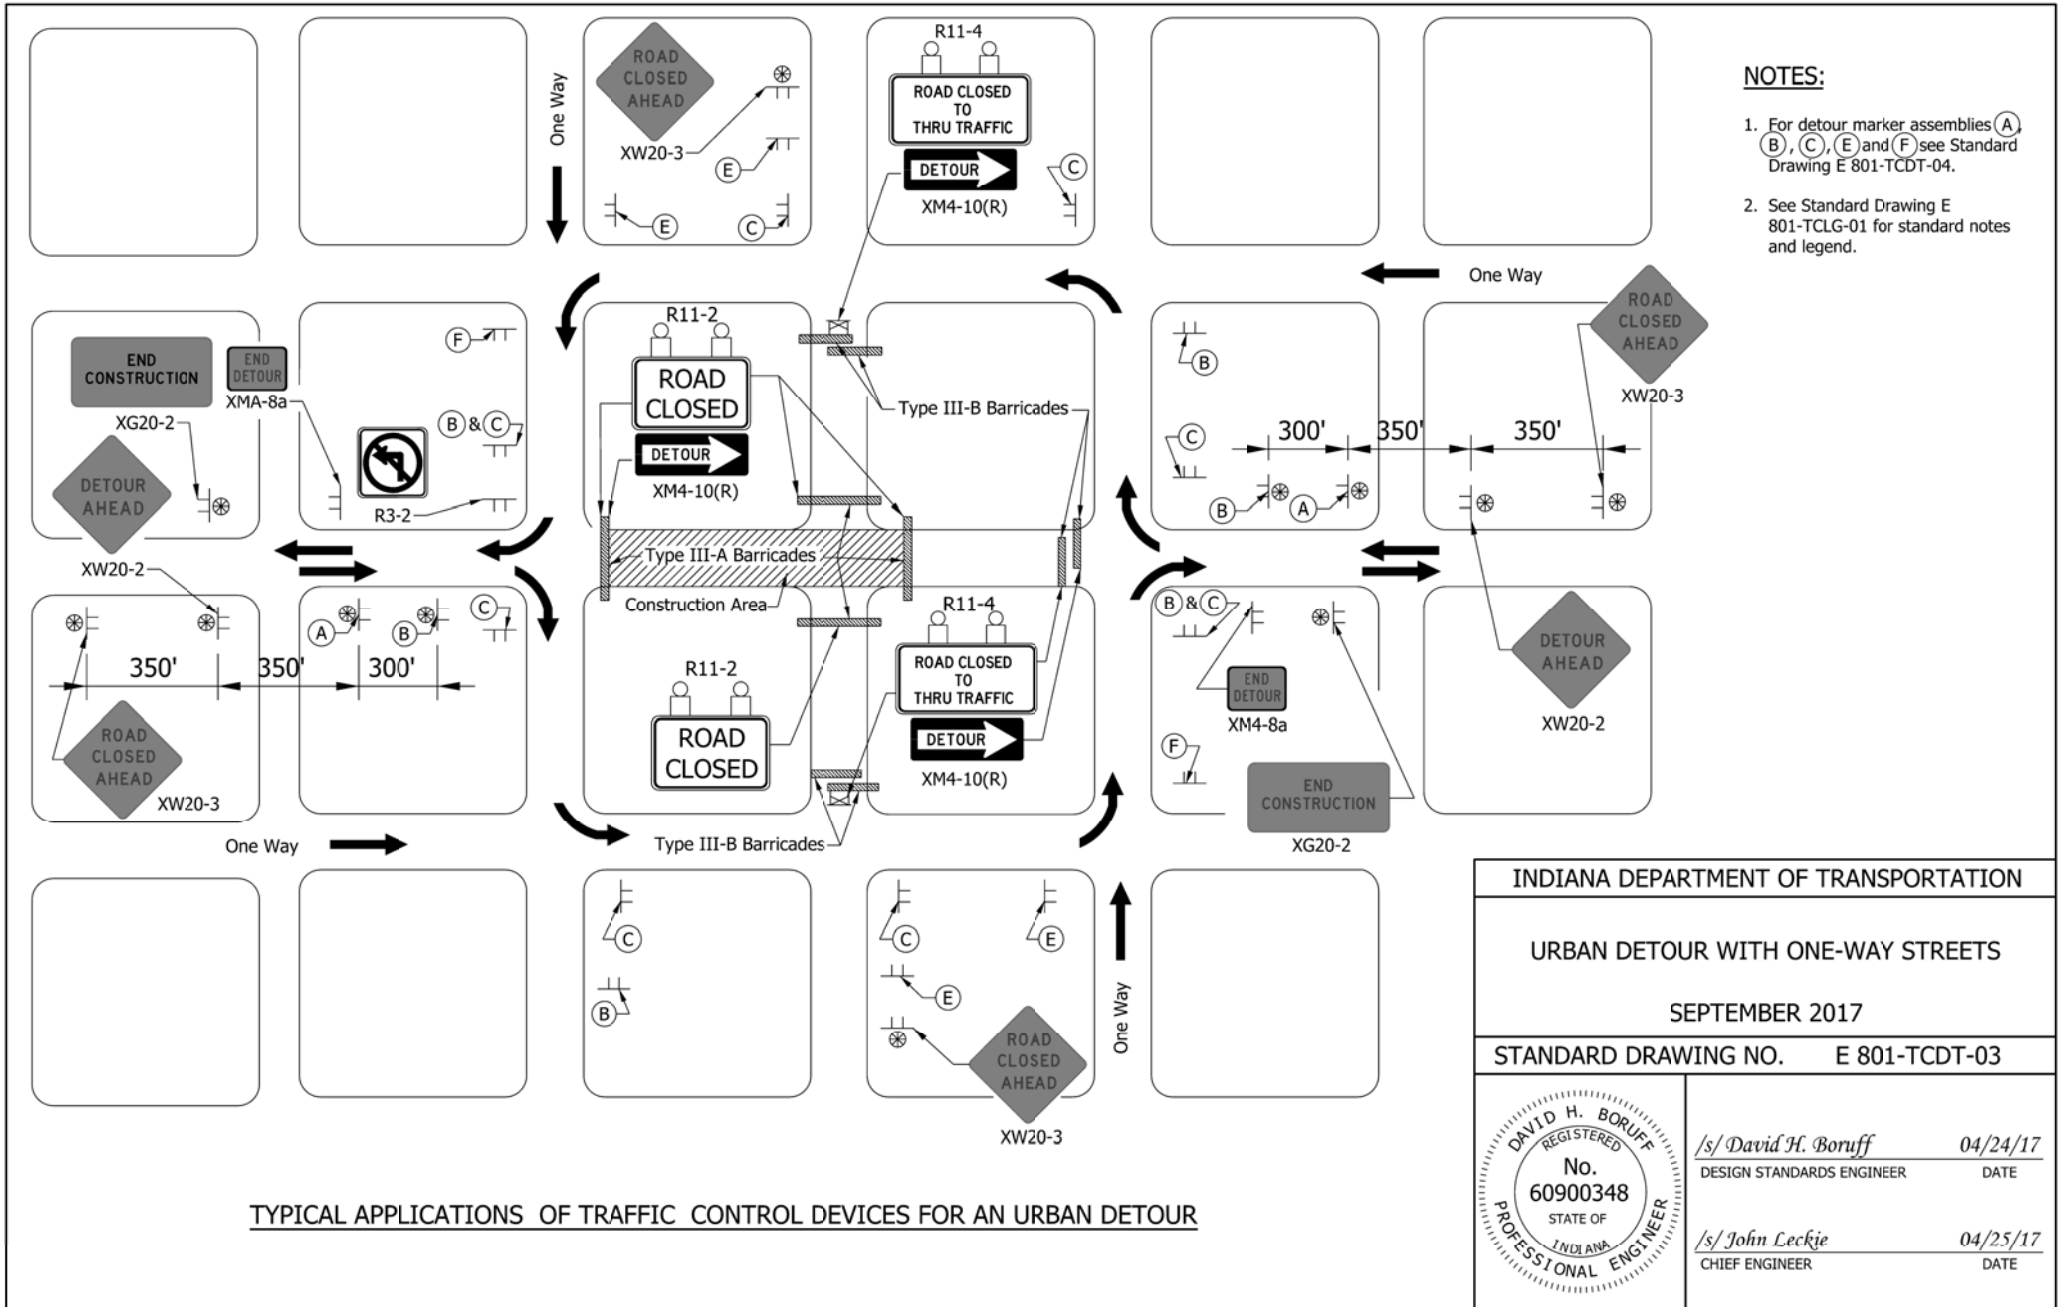 ROAD
CLOSED
AHEAD
XW20-3
One Way
E
E
C
R11-4
ROAD CLOSED
TO
THRU TRAFFIC
DETOUR
XM4-10(R)
C
NOTES:
1. For detour marker assemblies A,
B, C, E and F see Standard
Drawing E 801-TCDT-04.
2. See Standard Drawing E
801-TCLG-01 for standard notes
and legend.
One Way
ROAD
CLOSED
AHEAD
XW20-3
END
CONSTRUCTION
XG20-2
END
DETOUR
XMA-8a
DETOUR
AHEAD
XW20-2
F
B & C
R3-2
R11-2
ROAD
CLOSED
DETOUR
XM4-10(R)
Type III-B Barricades
B
C
300' 350' 350'
B
A
Type III-A Barricades
Construction Area
A
B
C
350' 350' 300'
ROAD
CLOSED
AHEAD
XW20-3
R11-2
ROAD
CLOSED
R11-4
ROAD CLOSED
TO
THRU TRAFFIC
DETOUR
XM4-10(R)
B & C
END
DETOUR
XM4-8a
F
END
CONSTRUCTION
XG20-2
DETOUR
AHEAD
XW20-2
One Way
Type III-B Barricades
C
B
C
E
E
ROAD
CLOSED
AHEAD
XW20-3
One Way
TYPICAL APPLICATIONS OF TRAFFIC CONTROL DEVICES FOR AN URBAN DETOUR
INDIANA DEPARTMENT OF TRANSPORTATION
URBAN DETOUR WITH ONE-WAY STREETS
SEPTEMBER 2017
STANDARD DRAWING NO. E 801-TCDT-03
DAVID H. BORUFF
REGISTERED
No.
60900348
STATE OF
INDIANA
PROFESSIONAL ENGINEER
/s/ David H. Boruff 04/24/17
DESIGN STANDARDS ENGINEER DATE
/s/ John Leckie 04/25/17
CHIEF ENGINEER DATE